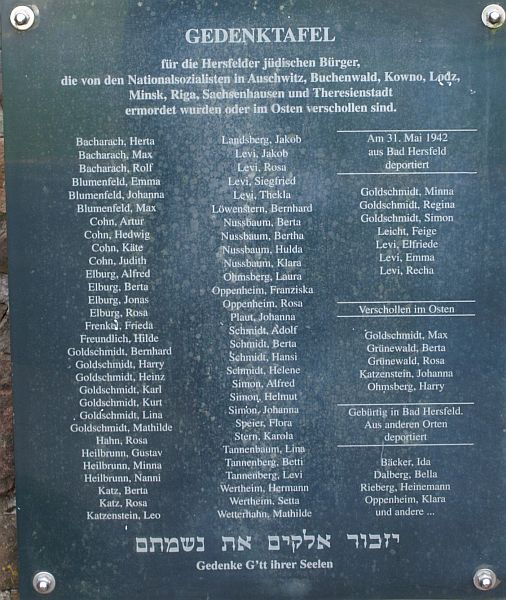 GEDENKTAFEL
für die Hersfelder jüdischen Bürger,
die von den Nationalsozialisten in Auschwitz, Buchenwald, Kowno, Lodz,
Minsk, Riga, Sachsenhausen und Theresienstadt
ermordet wurden oder im Osten verschollen sind.
Bacharach, Herta
Bacharach, Max
Bacharach, Rolf
Blumenfeld, Emma
Blumenfeld, Johanna
Blumenfeld, Max
Cohn, Artur
Cohn, Hedwig
Cohn, Käte
Cohn, Judith
Elburg, Alfred
Elburg, Berta
Elburg, Jonas
Elburg, Rosa
Frenkel, Frieda
Freundlich, Hilde
Goldschmidt, Bernhard
Goldschmidt, Harry
Goldschmidt, Heinz
Goldschmidt, Karl
Goldschmidt, Kurt
Goldschmidt, Lina
Goldschmidt, Mathilde
Hahn, Rosa
Heilbrunn, Gustav
Heilbrunn, Minna
Heilbrunn, Nanni
Katz, Berta
Katz, Rosa
Katzenstein, Leo
Landsberg, Jakob
Levi, Jakob
Levi, Rosa
Levi, Siegfried
Levi, Thekla
Löwenstern, Bernhard
Nussbaum, Berta
Nussbaum, Bertha
Nussbaum, Hulda
Nussbaum, Klara
Ohmsberg, Laura
Oppenheim, Franziska
Oppenheim, Rosa
Plaut, Johanna
Schmidt, Adolf
Schmidt, Berta
Schmidt, Hansi
Schmidt, Helene
Simon, Alfred
Simon, Helmut
Simon, Johanna
Speier, Flora
Stern, Karola
Tannenbaum, Lina
Tannenberg, Betti
Tannenberg, Levi
Wertheim, Hermann
Wertheim, Setta
Wetterhahn, Mathilde
Am 31. Mai 1942
aus Bad Hersfeld
deportiert
Goldschmidt, Minna
Goldschmidt, Regina
Goldschmidt, Simon
Leicht, Feige
Levi, Elfriede
Levi, Emma
Levi, Recha
Verschollen im Osten
Goldschmidt, Max
Grünewald, Berta
Grünewald, Rosa
Katzenstein, Johanna
Ohmsberg, Harry
Gebürtig in Bad Hersfeld.
Aus anderen Orten
deportiert
Bäcker, Ida
Dalberg, Bella
Rieberg, Heinemann
Oppenheim, Klara
und andere ...
יזכור אלקים את נשמתם
Gedenke G'tt ihrer Seelen